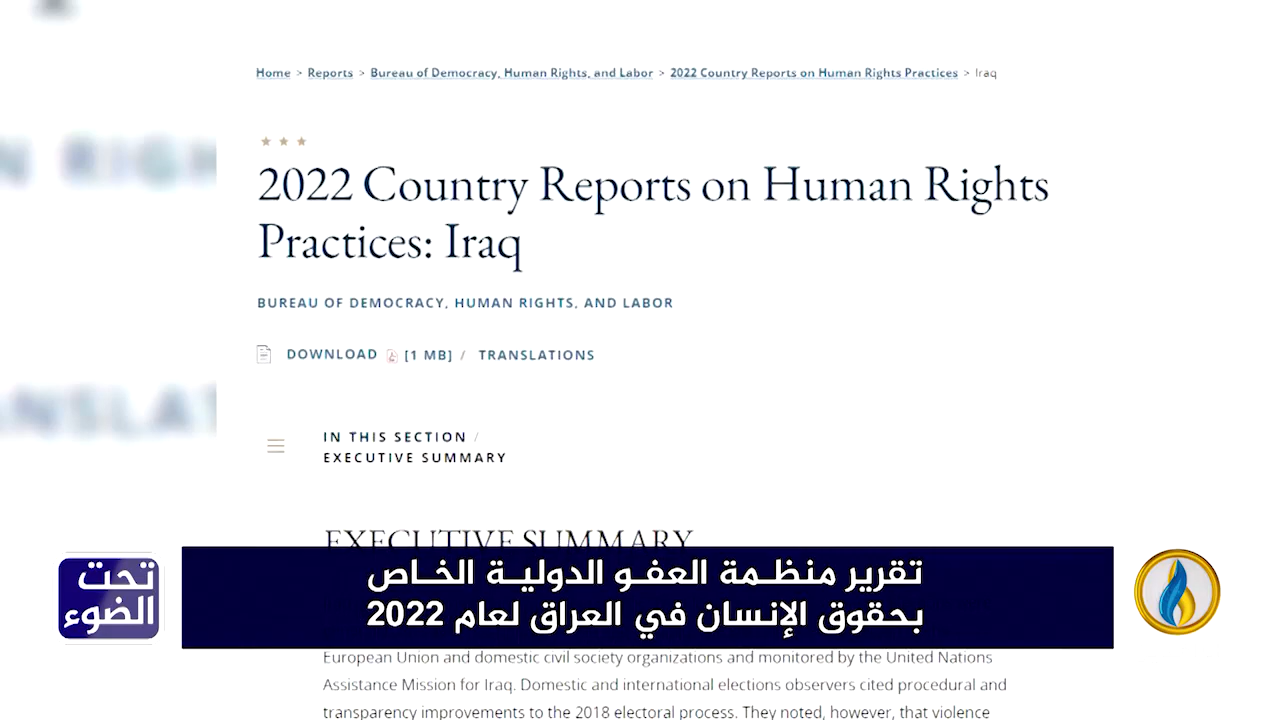 Home > Reports > Bureau of Democracy, Human Rights, and Labor > 2022 Country Reports on Human Rights Practices > Iraq
2022 Country Reports on Human Rights
Practices: Iraq
BUREAU OF DEMOCRACY, HUMAN RIGHTS, AND LABOR
DOWNLOAD [1 MB] / TRANSLATIONS
IN THIS SECTION /
EXECUTIVE SUMMARY
EXECUTIVE SUMMARY
تقرير منظمة العفو الدولية الخاص
بحقوق الإنسان في العراق لعام 2022
تحت
الضوء
European Union and domestic civil society organizations and monitored by the United Nations
Assistance Mission for Iraq. Domestic and international elections observers cited procedural and
transparency improvements to the 2018 electoral process. They noted, however, that violence